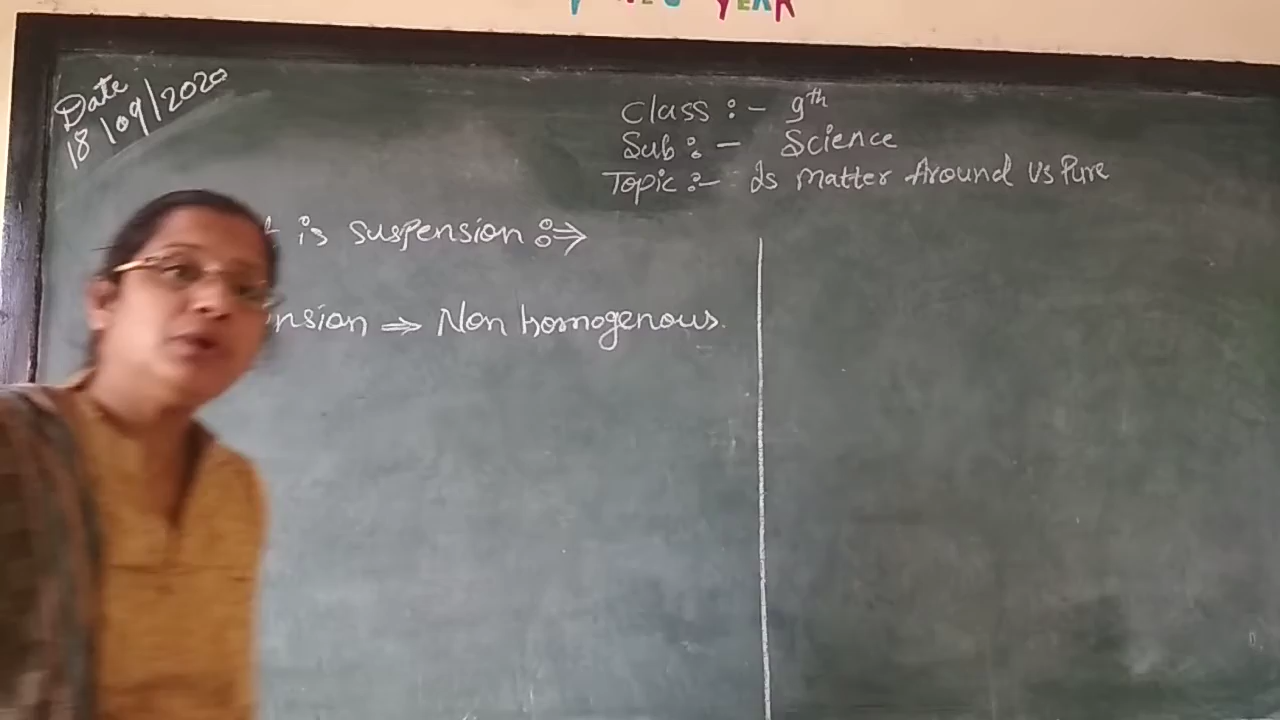 YEAR
Date
18/09/2020
Class :- 9th
Sub :- Science
Topic :- Is Matter Around Us Pure
is suspension :⇒
nsion ⇒ Non homogenous.